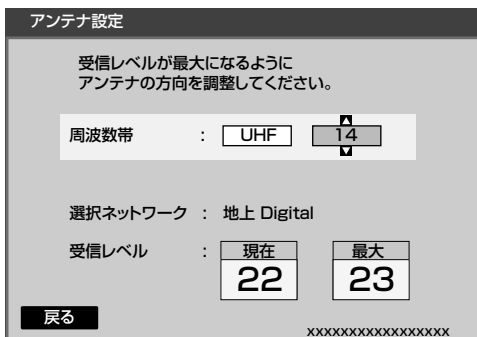 アンテナ設定
受信レベルが最大になるように
アンテナの方向を調整してください。
周波数帯 : UHF 14
選択ネットワーク : 地上 Digital
受信レベル : 現在 最大
22 23
戻る
xxxxxxxxxxxxxxxxx